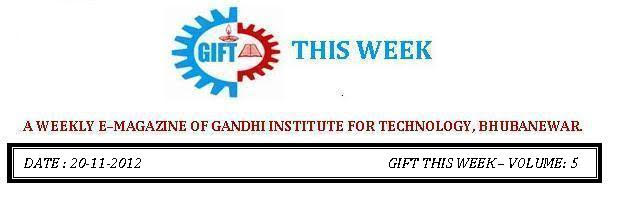 GIFT THIS WEEK
A WEEKLY E–MAGAZINE OF GANDHI INSTITUTE FOR TECHNOLOGY, BHUBANEWAR.
DATE : 20-11-2012 GIFT THIS WEEK – VOLUME: 5